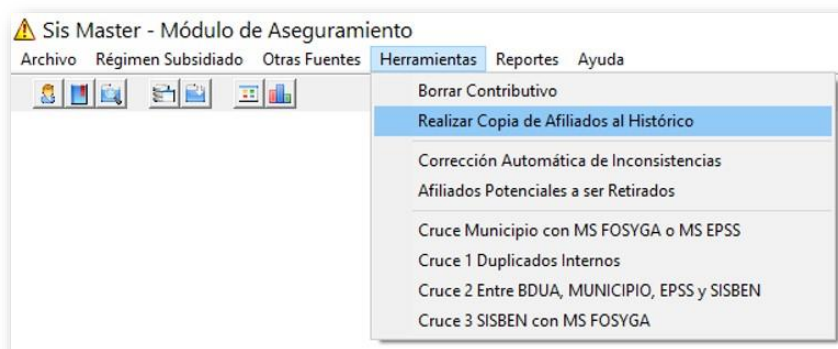 Sis Master - Módulo de Aseguramiento
Archivo Régimen Subsidiado Otras Fuentes Herramientas Reportes Ayuda
Borrar Contributivo
Realizar Copia de Afiliados al Histórico
Corrección Automática de Inconsistencias
Afiliados Potenciales a ser Retirados
Cruce Municipio con MS FOSYGA o MS EPSS
Cruce 1 Duplicados Internos
Cruce 2 Entre BDUA, MUNICIPIO, EPSS y SISBEN
Cruce 3 SISBEN con MS FOSYGA